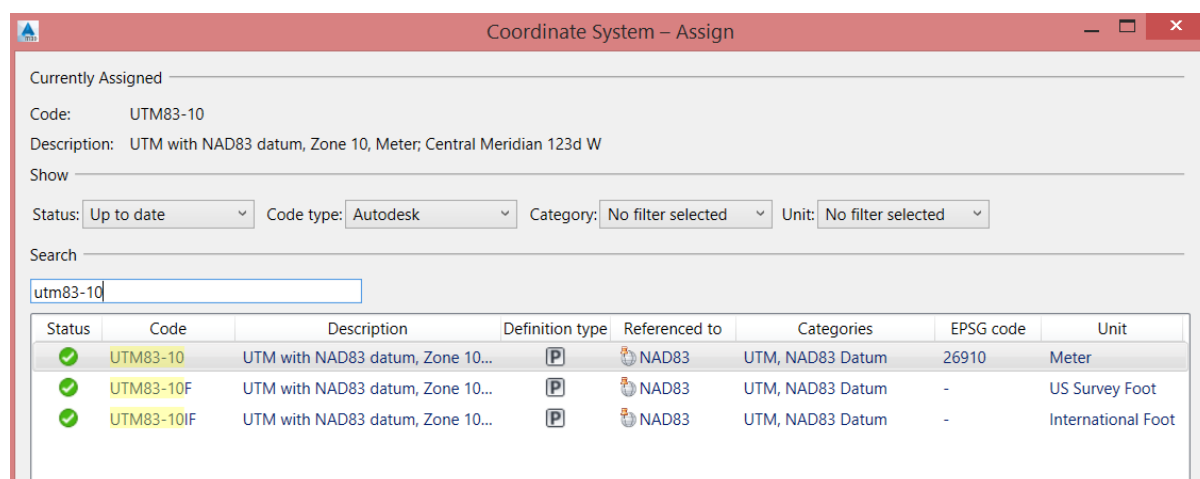 Coordinate System – Assign
Currently Assigned
Code: UTM83-10
Description: UTM with NAD83 datum, Zone 10, Meter; Central Meridian 123d W
Show
Status: Up to date Code type: Autodesk Category: No filter selected Unit: No filter selected
Search
utm83-10
Status Code Description Definition type Referenced to Categories EPSG code Unit
UTM83-10 UTM with NAD83 datum, Zone 10... P NAD83 UTM, NAD83 Datum 26910 Meter
UTM83-10F UTM with NAD83 datum, Zone 10... P NAD83 UTM, NAD83 Datum - US Survey Foot
UTM83-10IF UTM with NAD83 datum, Zone 10... P NAD83 UTM, NAD83 Datum - International Foot